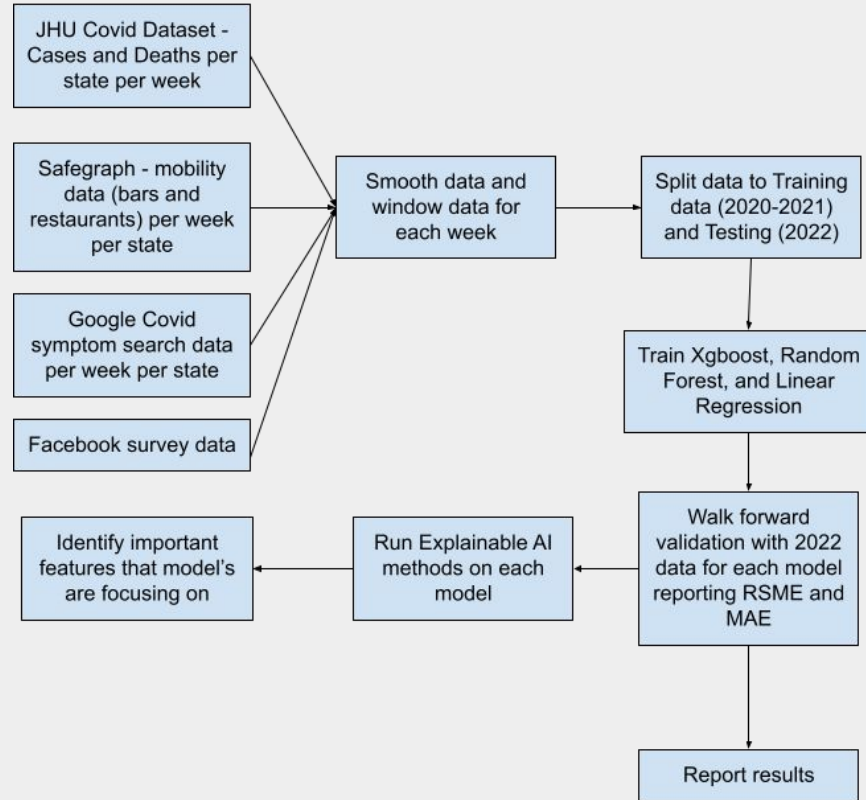 JHU Covid Dataset -
Cases and Deaths per
state per week
Safegraph - mobility
data (bars and
restaurants) per week
per state
Google Covid
symptom search data
per week per state
Facebook survey data
Smooth data and
window data for
each week
Split data to Training
data (2020-2021)
and Testing (2022)
Train Xgboost, Random
Forest, and Linear
Regression
Walk forward
validation with 2022
data for each model
reporting RSME and
MAE
Run Explainable AI
methods on each
model
Identify important
features that model's
are focusing on
Report results